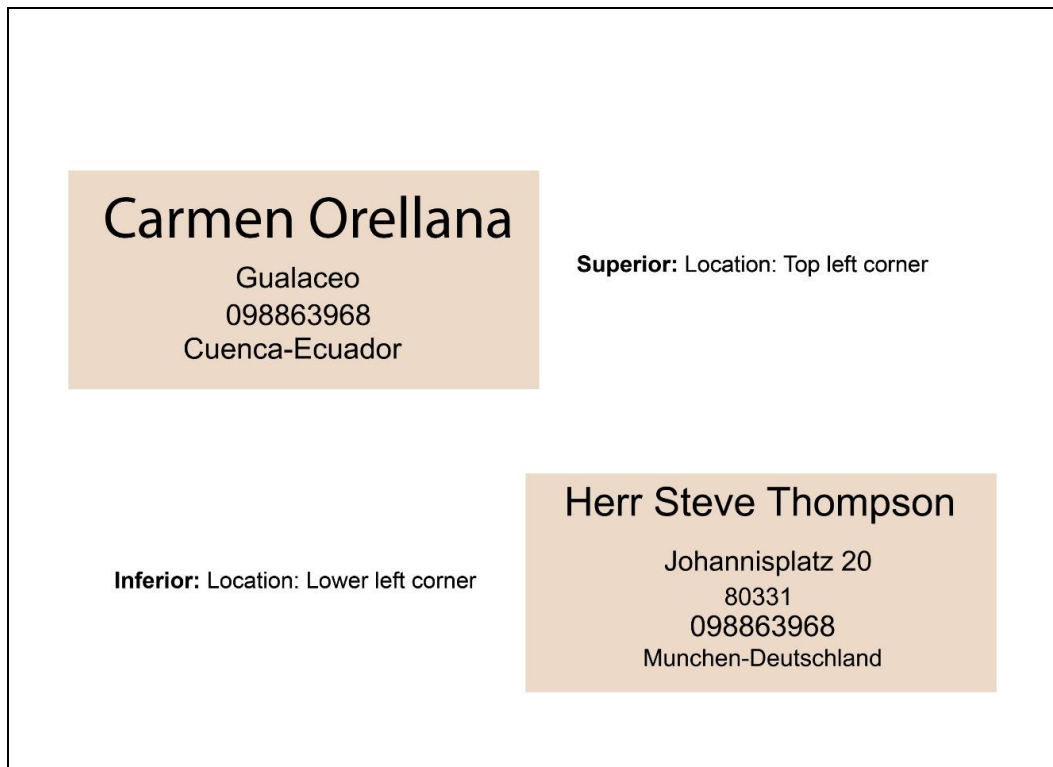 Carmen Orellana
Gualaceo
098863968
Cuenca-Ecuador
Superior: Location: Top left corner
Herr Steve Thompson
Johannisplatz 20
80331
098863968
Munchen-Deutschland
Inferior: Location: Lower left corner